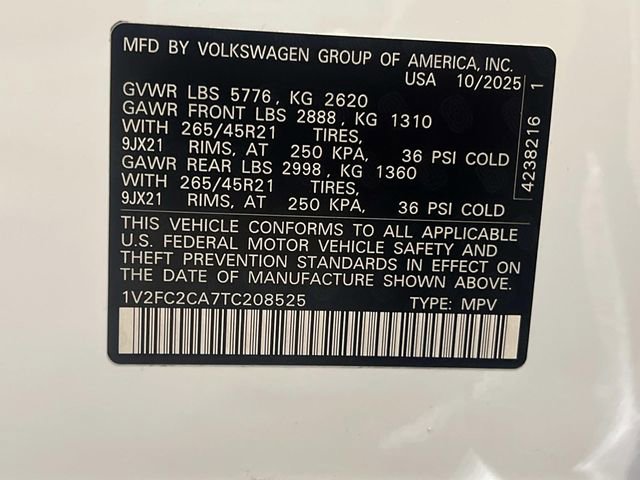 MFD BY VOLKSWAGEN GROUP OF AMERICA, INC.
USA 10/2025
GVWR LBS 5776, KG 2620
GAWR FRONT LBS 2888, KG 1310
WITH 265/45R21 TIRES,
9JX21 RIMS, AT 250 KPA, 36 PSI COLD
GAWR REAR LBS 2998, KG 1360
WITH 265/45R21 TIRES,
9JX21 RIMS, AT 250 KPA, 36 PSI COLD
4238216 1
THIS VEHICLE CONFORMS TO ALL APPLICABLE
U.S. FEDERAL MOTOR VEHICLE SAFETY AND
THEFT PREVENTION STANDARDS IN EFFECT ON
THE DATE OF MANUFACTURE SHOWN ABOVE.
1V2FC2CA7TC208525 TYPE: MPV